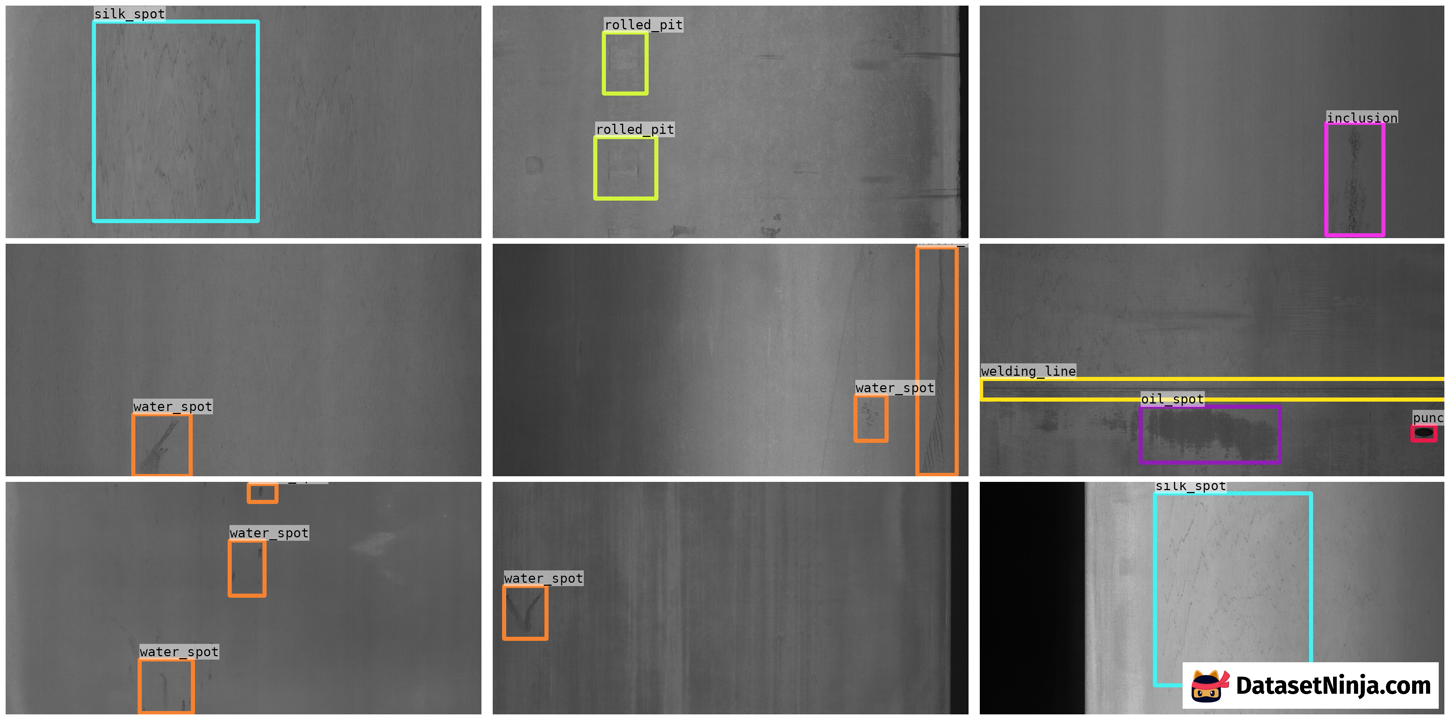 silk_spot
rolled_pit
rolled_pit
inclusion
water_spot
water_spot
welding_line
oil_spot
punc
water_spot
water_spot
water_spot
silk_spot
DatasetNinja.com